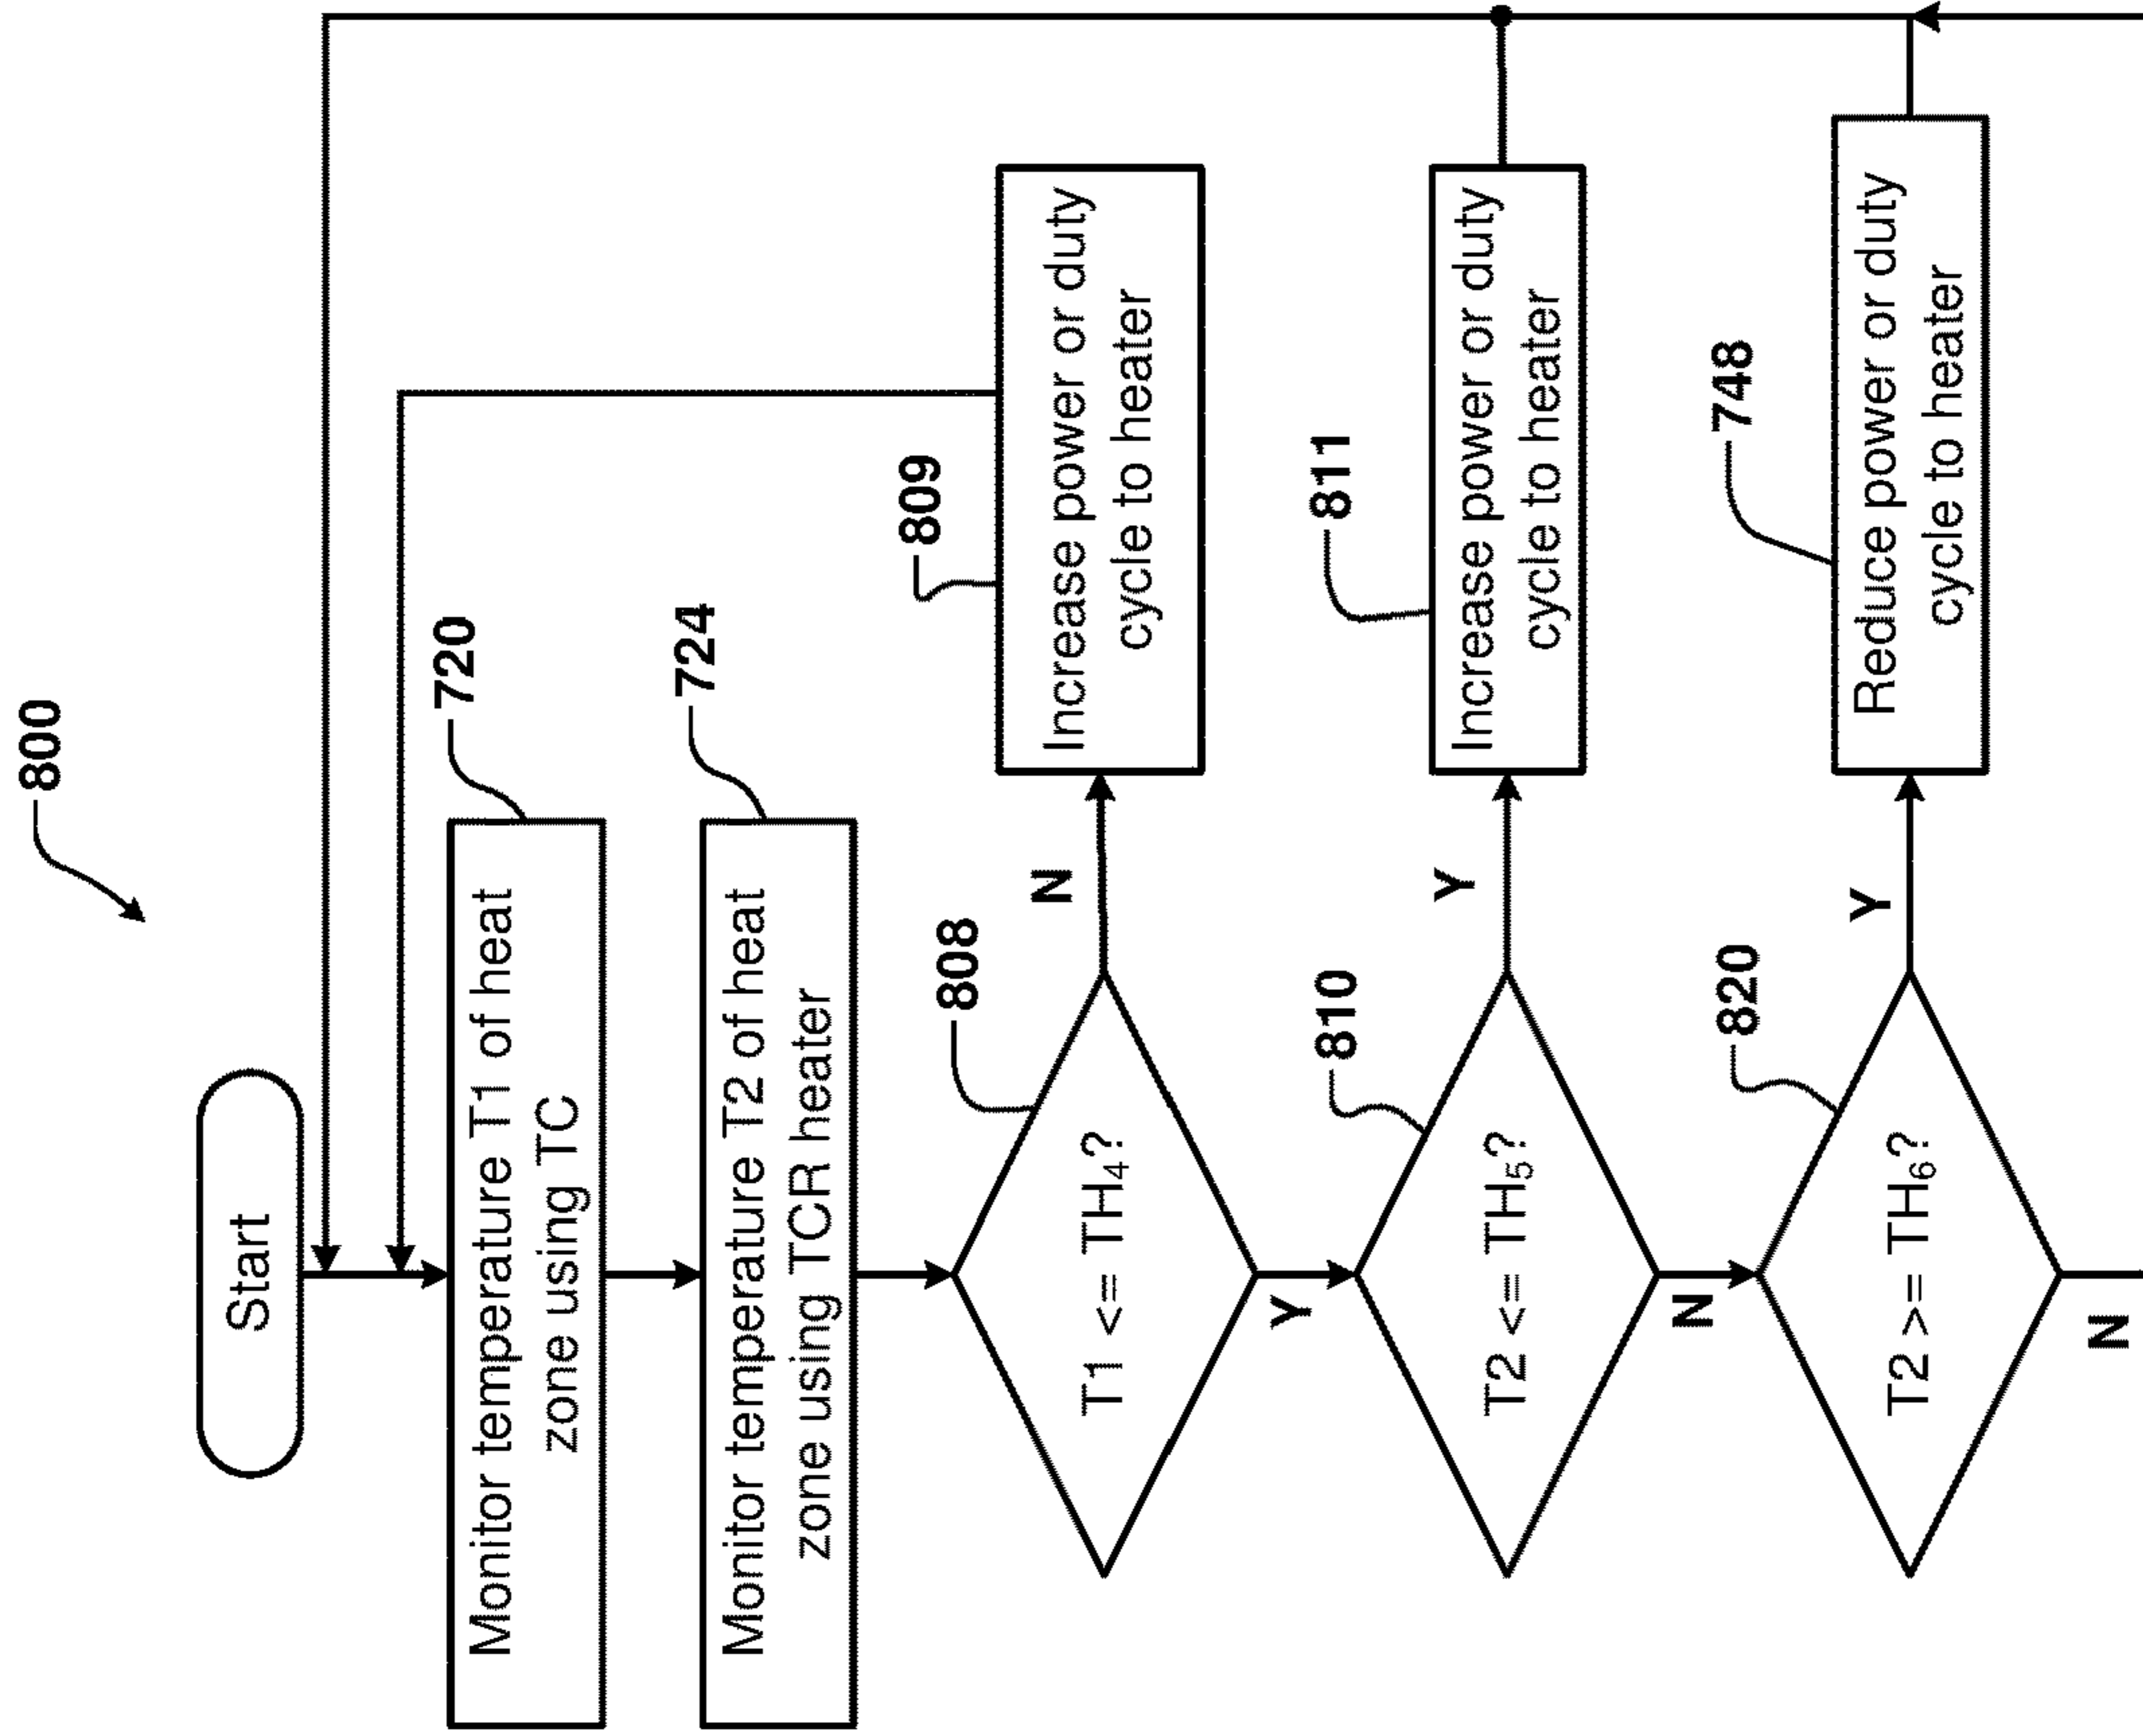 800
Start
720
Monitor temperature T1 of heat
zone using TC
724
Monitor temperature T2 of heat
zone using TCR heater
808
T1 <= TH₄?
N
809
Increase power or duty
cycle to heater
Y
810
T2 <= TH₅?
Y
811
Increase power or duty
cycle to heater
N
820
T2 >= TH₆?
Y
748
Reduce power or duty
cycle to heater
N